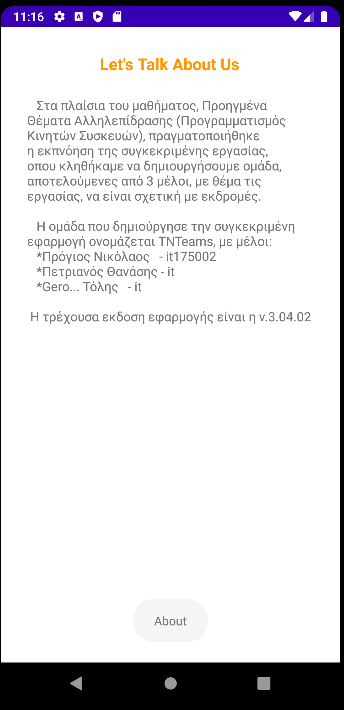 11:16
Let's Talk About Us
Στα πλαίσια του μαθήματος, Προηγμένα
Θέματα Αλληλεπίδρασης (Προγραμματισμός
Κινητών Συσκευών), πραγματοποιήθηκε
η εκπνόηση της συγκεκριμένης εργασίας,
οπου κληθήκαμε να δημιουργήσουμε ομάδα,
αποτελούμενες από 3 μέλοι, με θέμα τις
εργασίας, να είναι σχετική με εκδρομές.
Η ομάδα που δημιούργησε την συγκεκριμένη
εφαρμογή ονομάζεται TNTeams, με μέλοι:
*Πρόγιος Νικόλαος - it175002
*Πετριανός Θανάσης - it
*Gero... Τόλης - it
Η τρέχουσα εκδοση εφαρμογής είναι η v.3.04.02
About